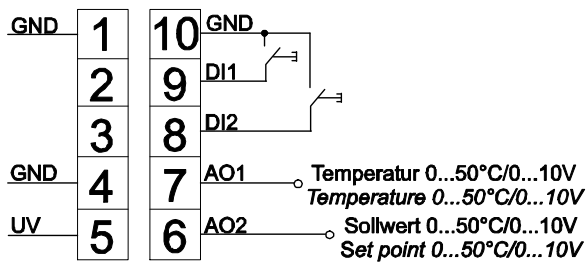 GND 1 10 GND
2 9 DI1
3 8 DI2
GND 4 7 AO1 Temperatur 0...50°C/0...10V
Temperature 0...50°C/0...10V
UV 5 6 AO2 Sollwert 0...50°C/0...10V
Set point 0...50°C/0...10V